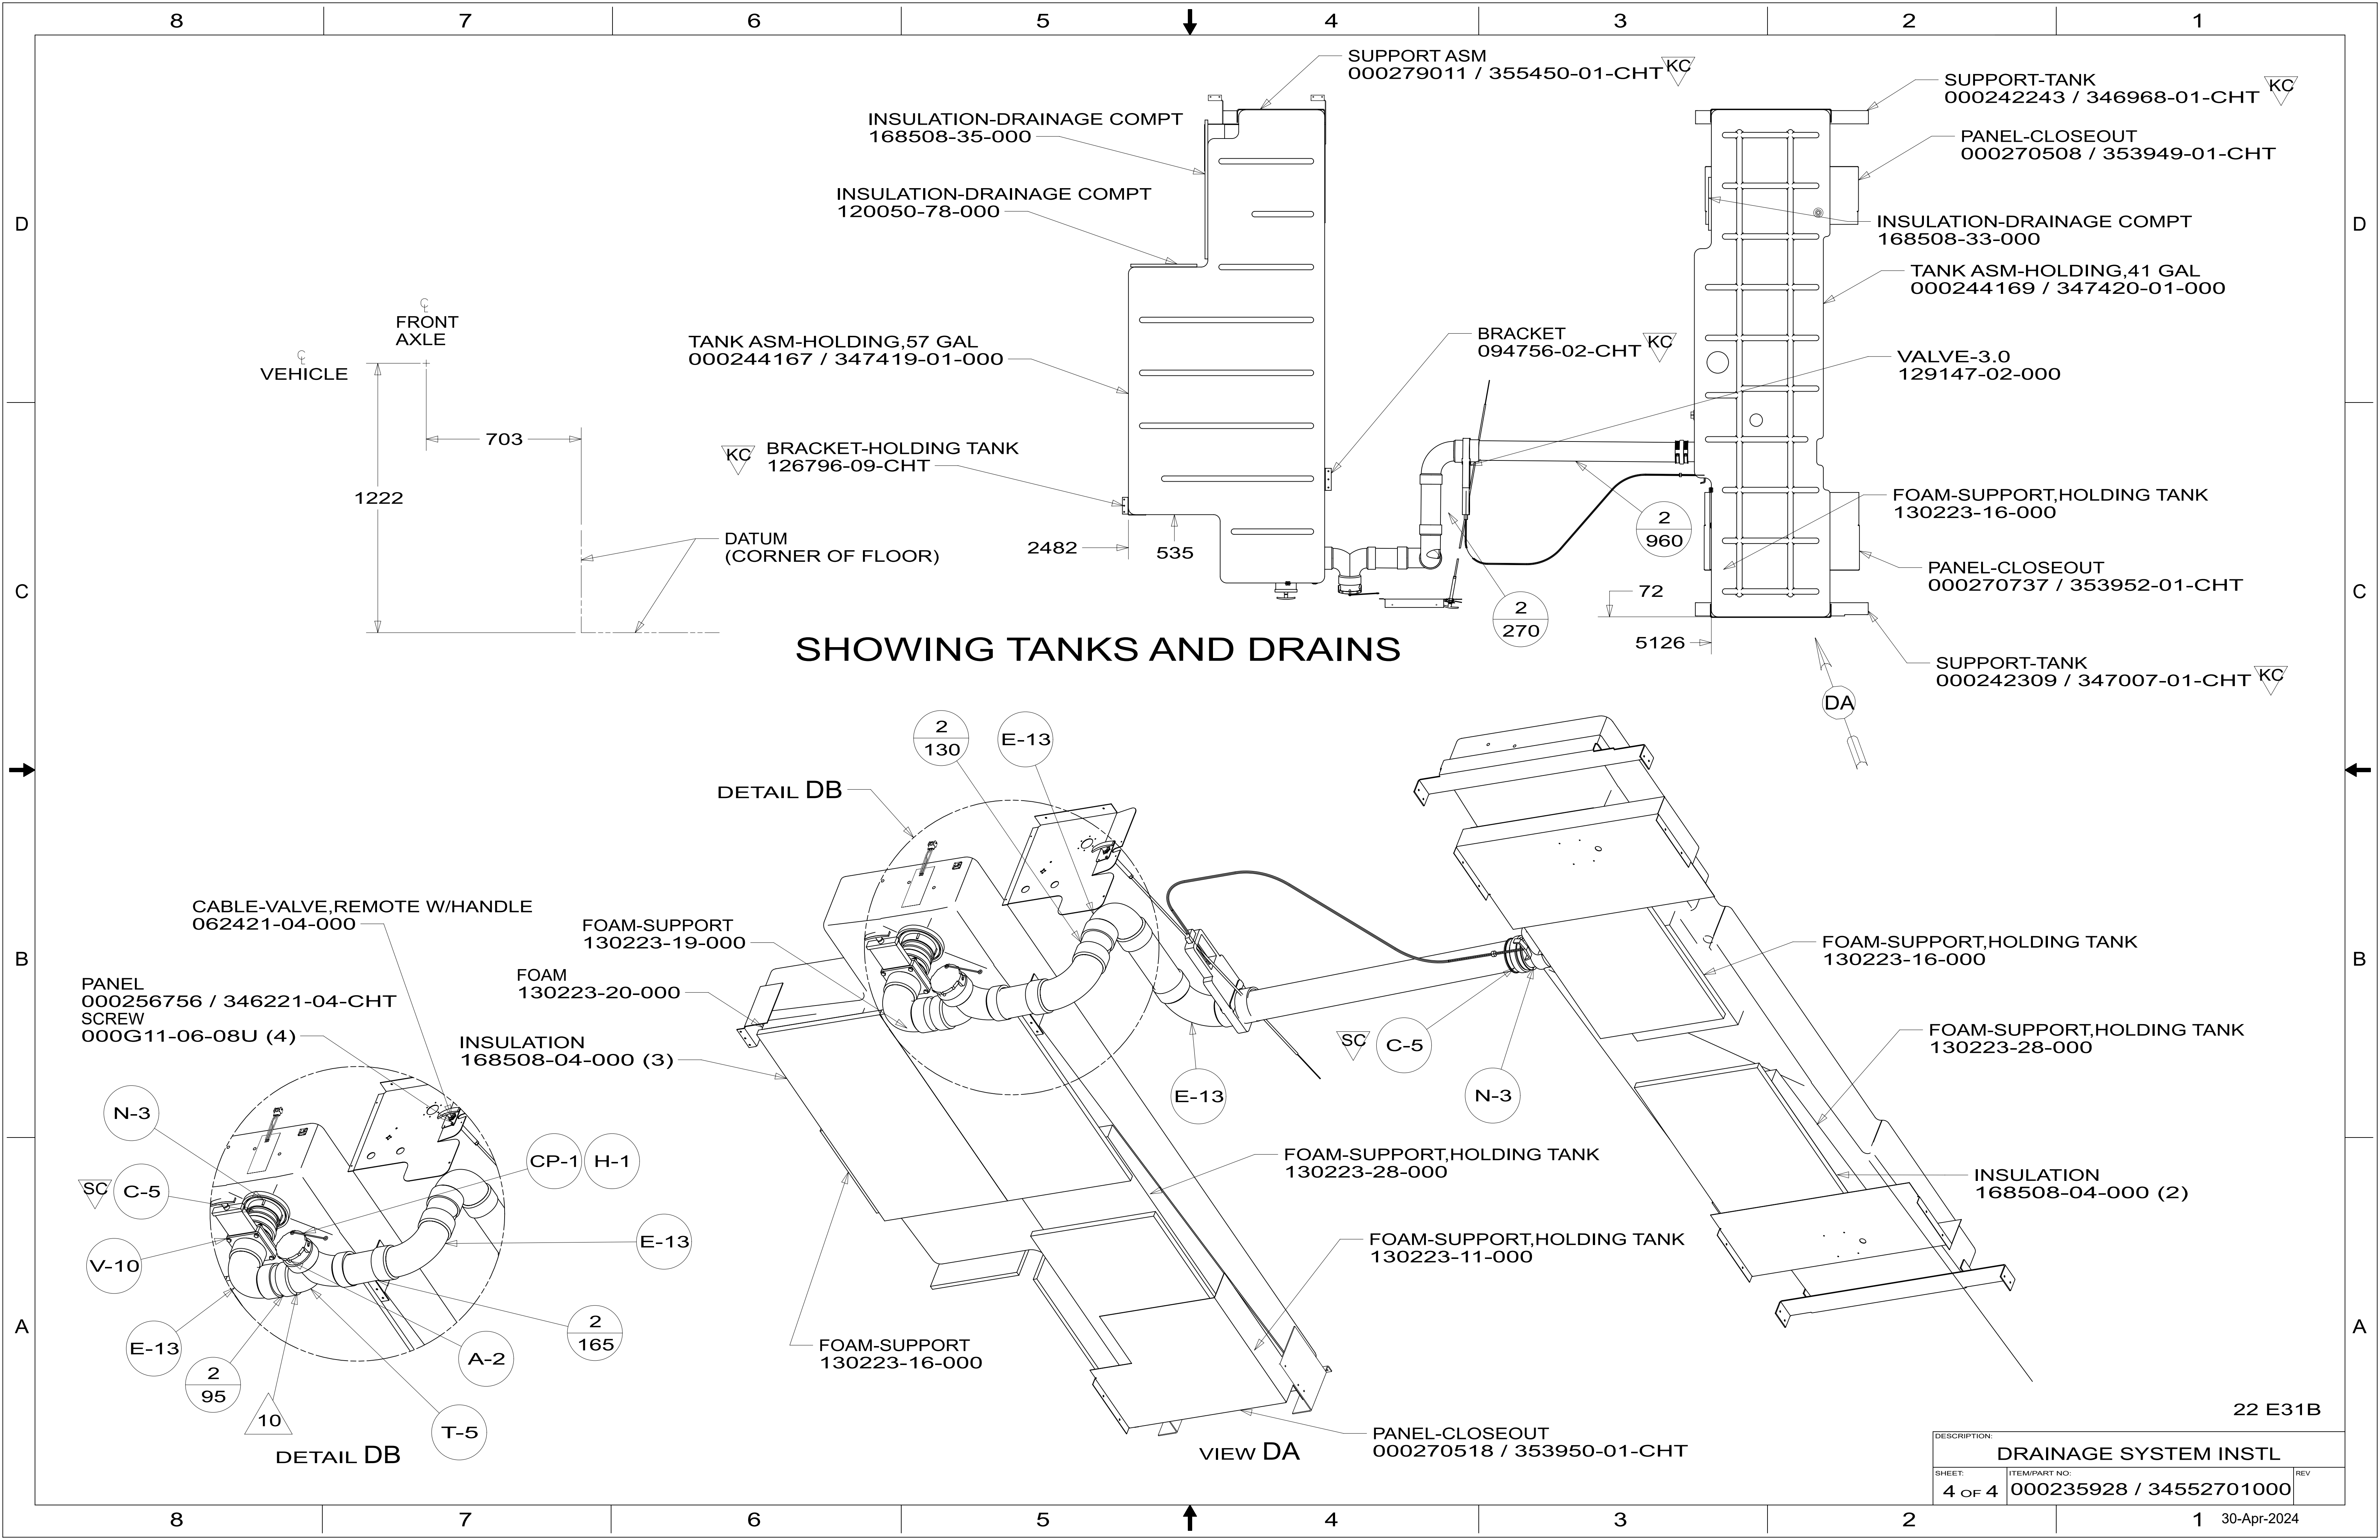 8 7 6 5 4 3 2 1
SUPPORT ASM
000279011 / 355450-01-CHT KC
SUPPORT-TANK
000242243 / 346968-01-CHT KC
INSULATION-DRAINAGE COMPT
168508-35-000
PANEL-CLOSEOUT
000270508 / 353949-01-CHT
INSULATION-DRAINAGE COMPT
120050-78-000
D
D
INSULATION-DRAINAGE COMPT
168508-33-000
TANK ASM-HOLDING,41 GAL
000244169 / 347420-01-000
℄
FRONT
AXLE
℄
VEHICLE
TANK ASM-HOLDING,57 GAL
000244167 / 347419-01-000
BRACKET
094756-02-CHT KC
VALVE-3.0
129147-02-000
703
KC BRACKET-HOLDING TANK
126796-09-CHT
1222
FOAM-SUPPORT,HOLDING TANK
130223-16-000
2
960
DATUM
(CORNER OF FLOOR)
2482
535
PANEL-CLOSEOUT
000270737 / 353952-01-CHT
C
C
72
2
270
5126
SHOWING TANKS AND DRAINS
SUPPORT-TANK
000242309 / 347007-01-CHT KC
DA
2
130
E-13
DETAIL DB
CABLE-VALVE,REMOTE W/HANDLE
062421-04-000
FOAM-SUPPORT
130223-19-000
FOAM-SUPPORT,HOLDING TANK
130223-16-000
B
B
FOAM
130223-20-000
PANEL
000256756 / 346221-04-CHT
SCREW
000G11-06-08U (4)
INSULATION
168508-04-000 (3)
SC C-5
FOAM-SUPPORT,HOLDING TANK
130223-28-000
E-13
N-3
N-3
CP-1 H-1
FOAM-SUPPORT,HOLDING TANK
130223-28-000
SC C-5
INSULATION
168508-04-000 (2)
E-13
V-10
FOAM-SUPPORT,HOLDING TANK
130223-11-000
A
A
2
165
E-13
A-2
FOAM-SUPPORT
130223-16-000
2
95
10
T-5
DETAIL DB
VIEW DA
PANEL-CLOSEOUT
000270518 / 353950-01-CHT
22 E31B
DESCRIPTION:
DRAINAGE SYSTEM INSTL
SHEET: ITEM/PART NO: REV
4 OF 4 000235928 / 34552701000
8 7 6 5 4 3 2 1
30-Apr-2024